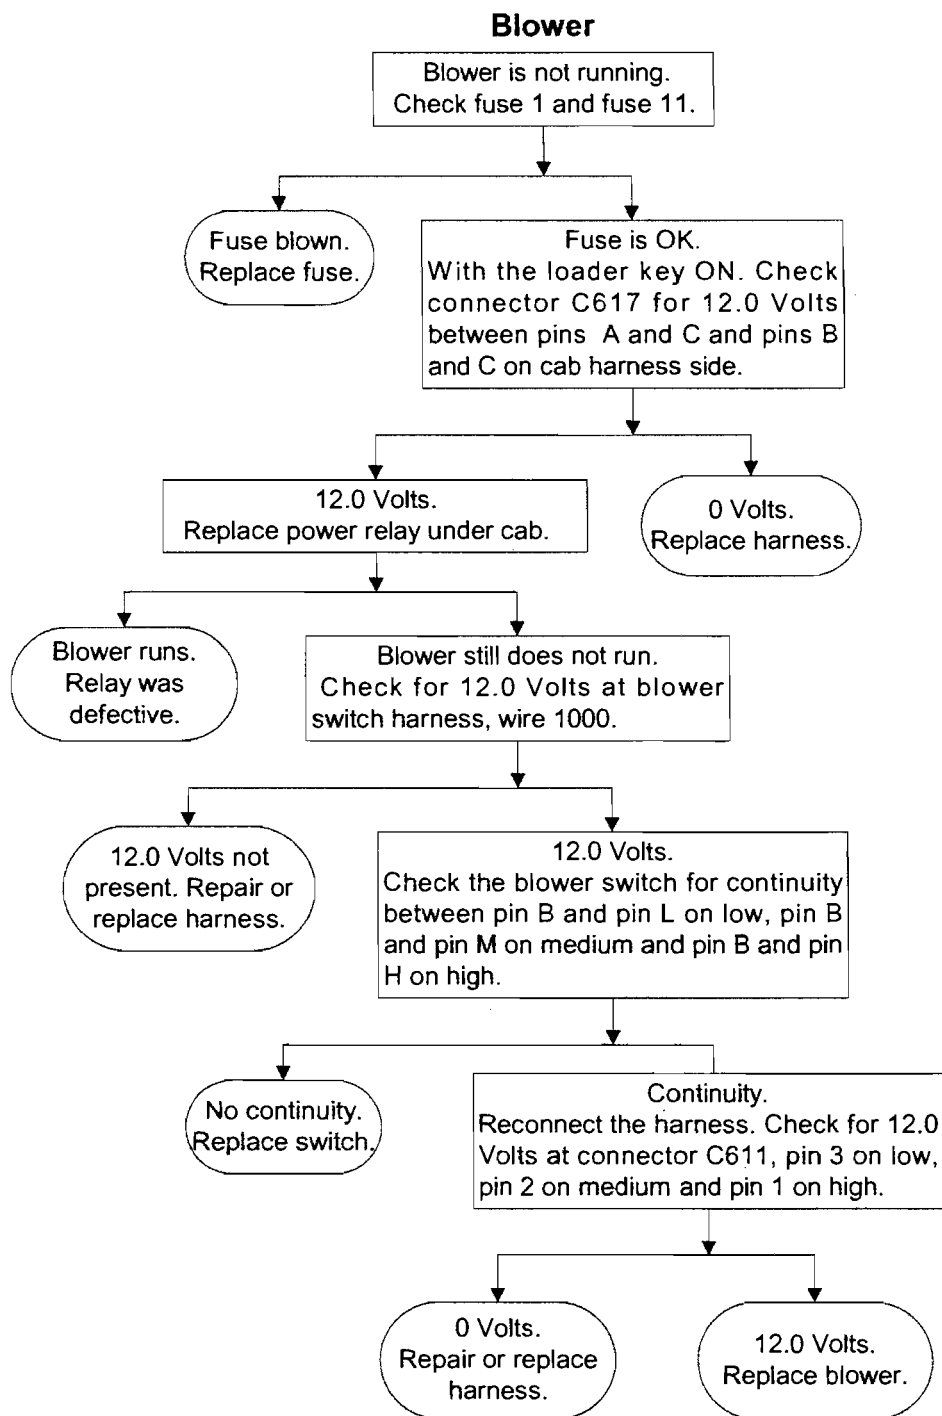 Blower
Blower is not running.
Check fuse 1 and fuse 11.
Fuse blown.
Replace fuse.
Fuse is OK.
With the loader key ON. Check
connector C617 for 12.0 Volts
between pins A and C and pins B
and C on cab harness side.
12.0 Volts.
Replace power relay under cab.
0 Volts.
Replace harness.
Blower runs.
Relay was
defective.
Blower still does not run.
Check for 12.0 Volts at blower
switch harness, wire 1000.
12.0 Volts not
present. Repair or
replace harness.
12.0 Volts.
Check the blower switch for continuity
between pin B and pin L on low, pin B
and pin M on medium and pin B and pin
H on high.
No continuity.
Replace switch.
Continuity.
Reconnect the harness. Check for 12.0
Volts at connector C611, pin 3 on low,
pin 2 on medium and pin 1 on high.
0 Volts.
Repair or replace
harness.
12.0 Volts.
Replace blower.